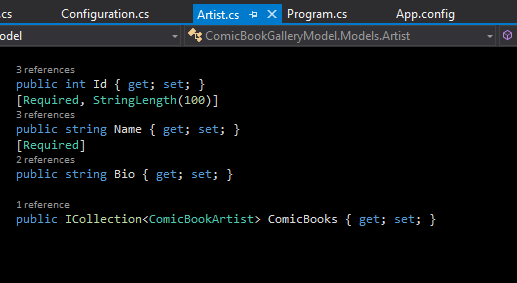 .cs Configuration.cs Artist.cs Program.cs App.config
odel ComicBookGalleryModel.Models.Artist
3 references
public int Id { get; set; }
[Required, StringLength(100)]
3 references
public string Name { get; set; }
[Required]
2 references
public string Bio { get; set; }
1 reference
public ICollection<ComicBookArtist> ComicBooks { get; set; }